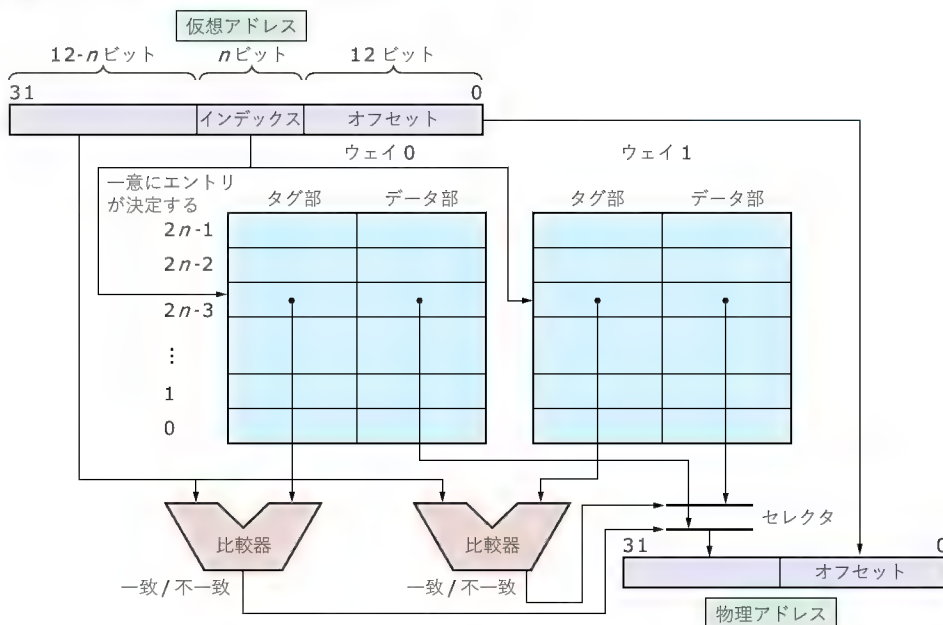 仮想アドレス
12-nビット
nビット
12ビット
31
0
インデックス
オフセット
ウェイ0
ウェイ1
一意にエントリ
が決定する
タグ部
データ部
タグ部
データ部
2n-1
2n-2
2n-3
⋮
1
0
比較器
比較器
セレクタ
一致/不一致
一致/不一致
31
0
オフセット
物理アドレス